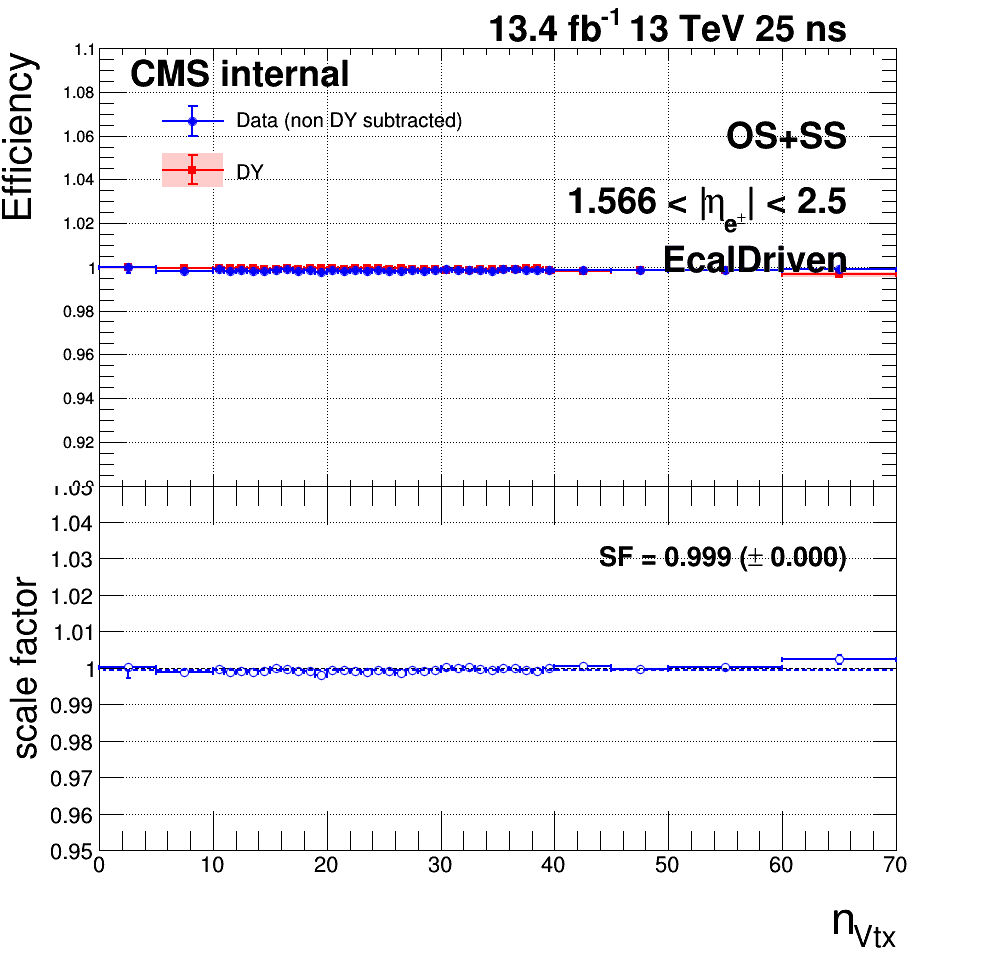 13.4 fb⁻¹ 13 TeV 25 ns
Efficiency
1.1
1.08
1.06
1.04
1.02
1
0.98
0.96
0.94
0.92
CMS internal
Data (non DY subtracted)
DY
OS+SS
1.566 < |η_e±| < 2.5
EcalDriven
scale factor
1.05
1.04
1.03
1.02
1.01
1
0.99
0.98
0.97
0.96
0.95
SF = 0.999 (± 0.000)
0 10 20 30 40 50 60 70
n_Vtx